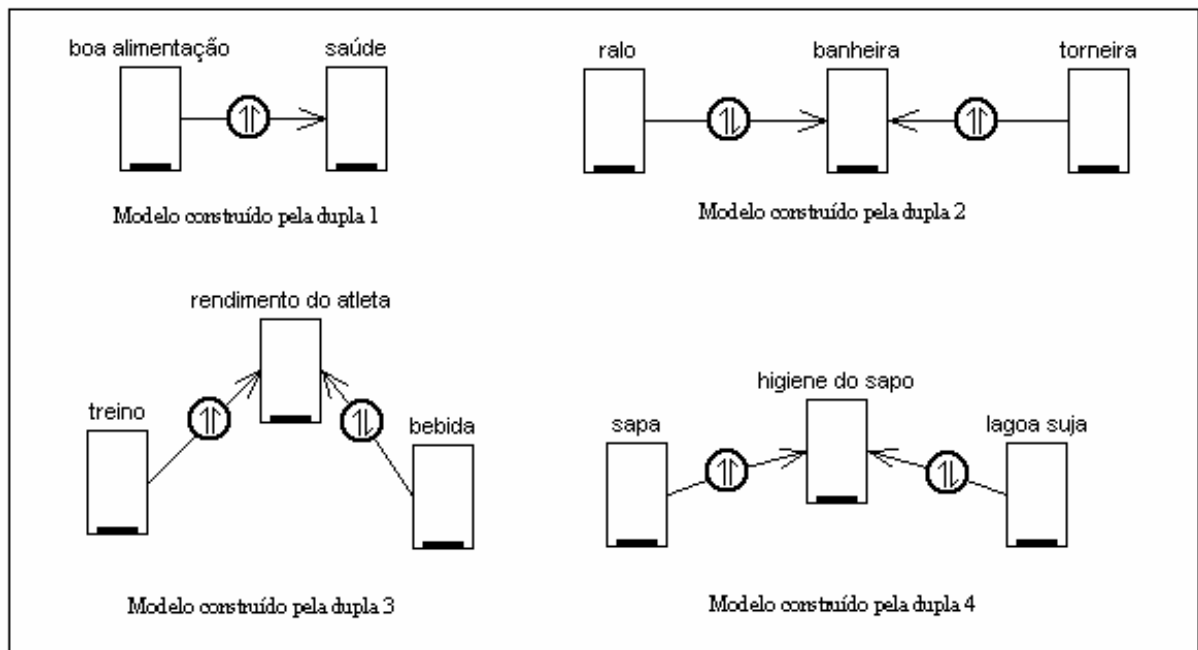 boa alimentação
saúde
Modelo construído pela dupla 1
ralo
banheira
torneira
Modelo construído pela dupla 2
rendimento do atleta
treino
bebida
Modelo construído pela dupla 3
higiene do sapo
sapa
lagoa suja
Modelo construído pela dupla 4